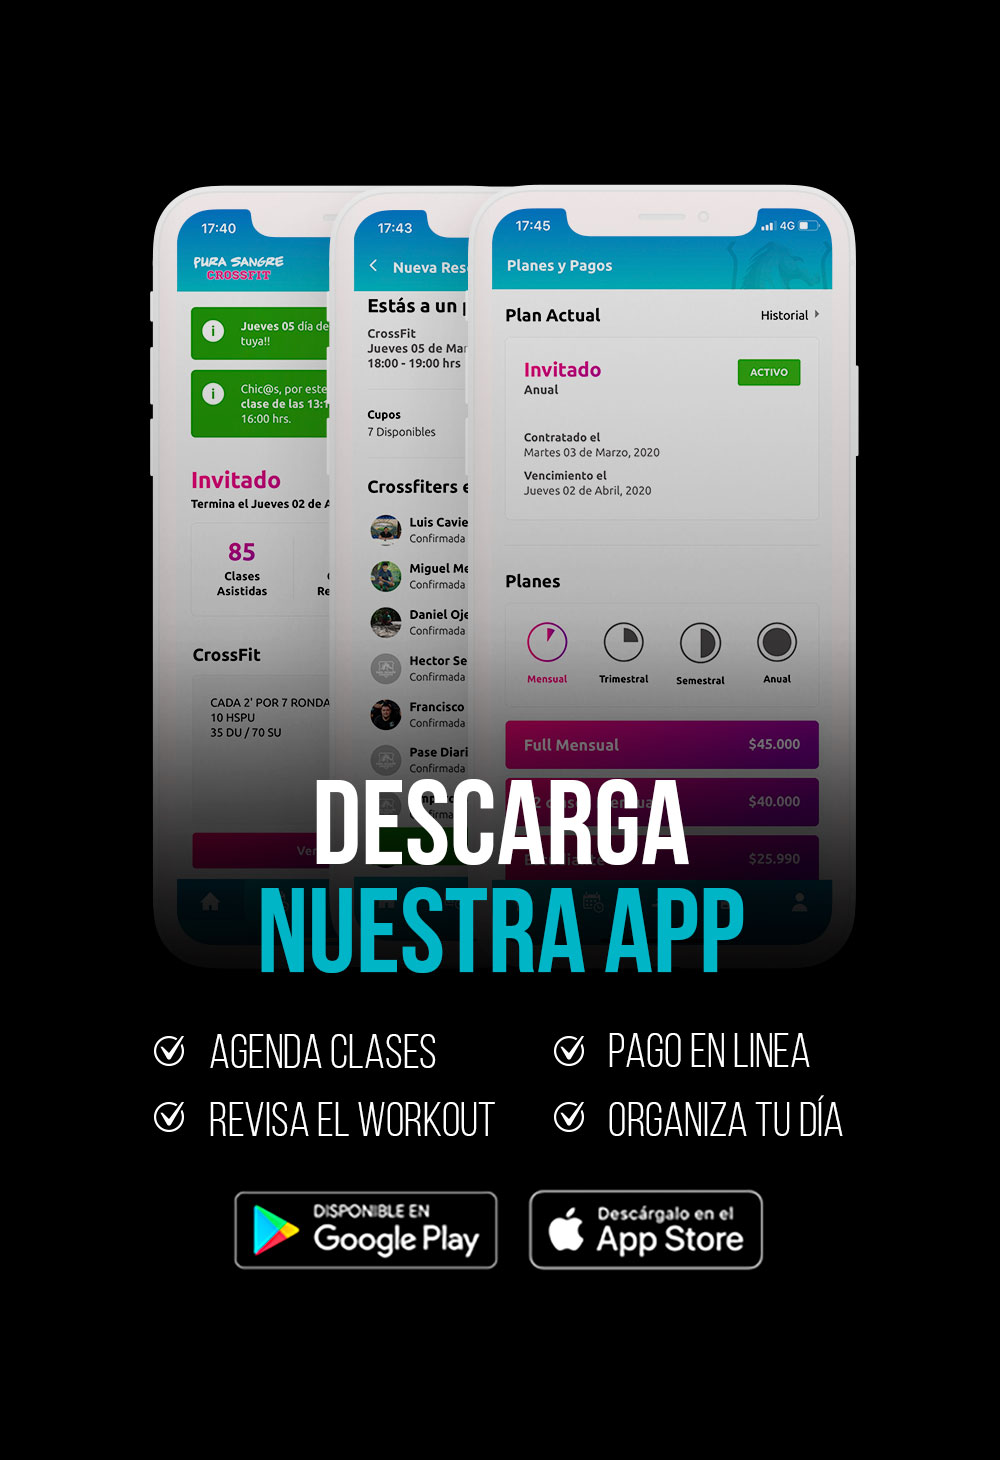 17:40
PURA SANGRE
CROSSFIT
Jueves 05 día de
tuya!!
Chic@s, por este
clase de las 13:1
16:00 hrs.
Invitado
Termina el Jueves 02 de A
85
Clases
Asistidas
Re
CrossFit
CADA 2' POR 7 RONDA
10 HSPU
35 DU / 70 SU
Ver
17:43
Nueva Res
Estás a un
CrossFit
Jueves 05 de Mar
18:00 - 19:00 hrs
Cupos
7 Disponibles
Crossfiters e
Luis Cavie
Confirmada
Miguel Me
Confirmada
Daniel Oje
Confirmada
Hector Se
Confirmada
Francisco
Confirmada
Pase Diari
Confirmada
17:45
4G
Planes y Pagos
Plan Actual
Historial
Invitado
ACTIVO
Anual
Contratado el
Martes 03 de Marzo, 2020
Vencimiento el
Jueves 02 de Abril, 2020
Planes
Mensual Trimestral Semestral Anual
Full Mensual $45.000
$40.000
$25.990
DESCARGA
NUESTRA APP
AGENDA CLASES
PAGO EN LINEA
REVISA EL WORKOUT
ORGANIZA TU DÍA
DISPONIBLE EN
Google Play
Descárgalo en el
App Store